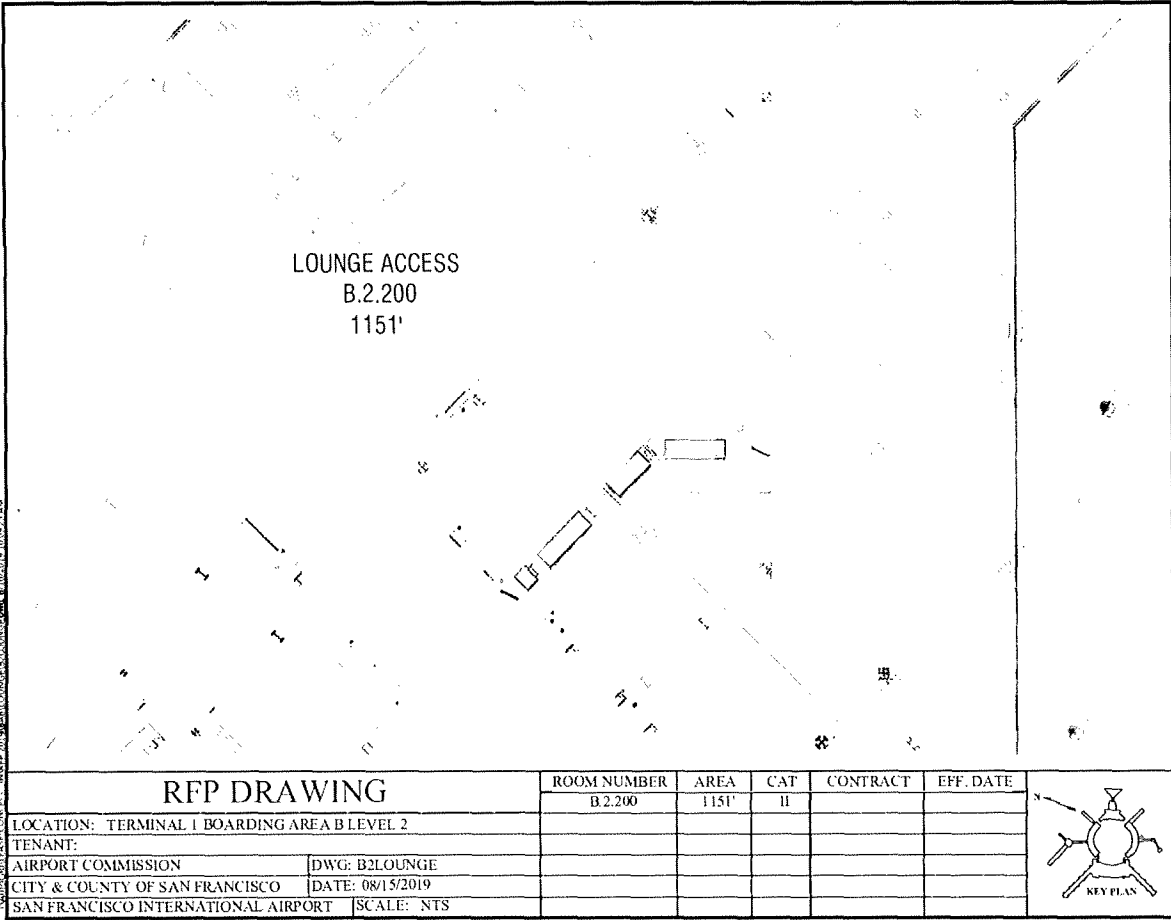 LOUNGE ACCESS
B.2.200
1151'
RFP DRAWING
ROOM NUMBER AREA CAT CONTRACT EFF. DATE
B.2.200 1151' II
LOCATION: TERMINAL 1 BOARDING AREA B LEVEL 2
TENANT:
AIRPORT COMMISSION DWG: B2LOUNGE
CITY & COUNTY OF SAN FRANCISCO DATE: 08/15/2019
SAN FRANCISCO INTERNATIONAL AIRPORT SCALE: NTS
N
KEY PLAN